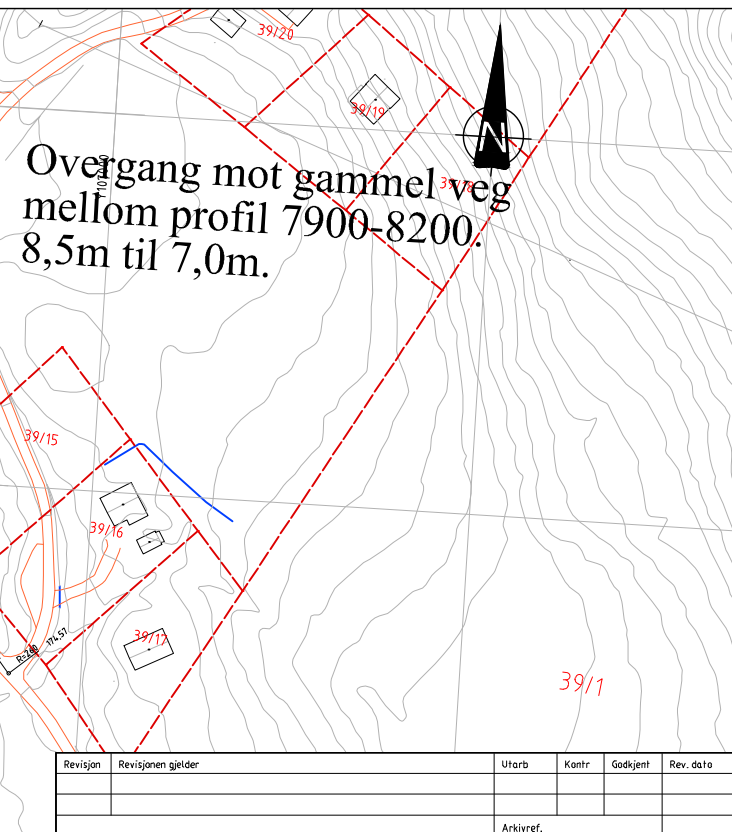 39/20
39/19
N
Overgang mot gammel veg
39/18
mellom profil 7900-8200.
8,5m til 7,0m.
39/15
39/16
39/17
R=260
174,57
39/1
Revisjon Revisjonen gjelder Utarb Kontr Godkjent Rev. dato
Arkivref.